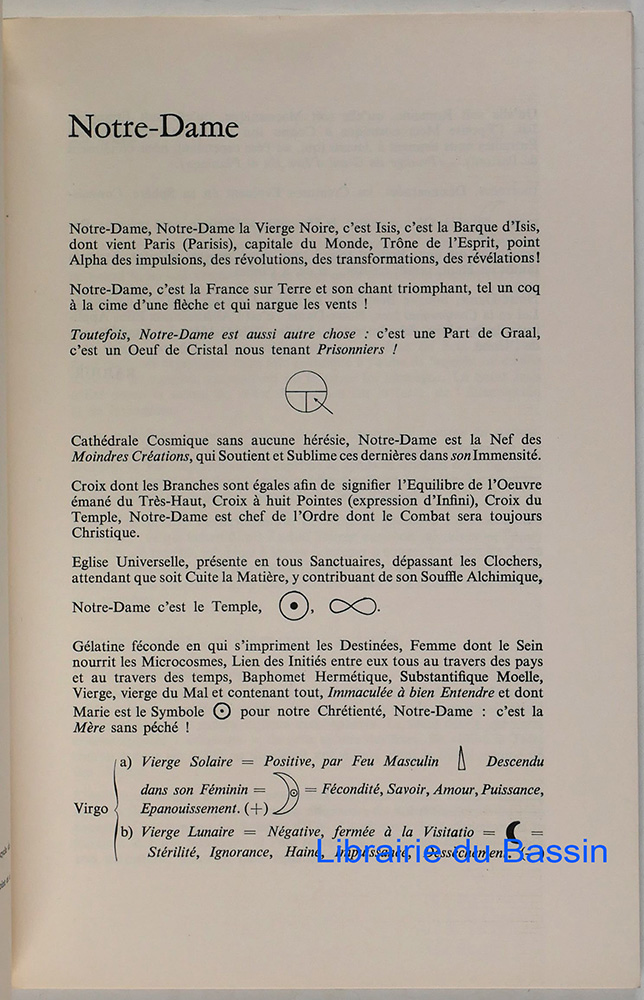 Notre-Dame
Notre-Dame, Notre-Dame la Vierge Noire, c'est Isis, c'est la Barque d'Isis,
dont vient Paris (Parisis), capitale du Monde, Trône de l'Esprit, point
Alpha des impulsions, des révolutions, des transformations, des révélations!
Notre-Dame, c'est la France sur Terre et son chant triomphant, tel un coq
à la cime d'une flèche et qui nargue les vents !
Toutefois, Notre-Dame est aussi autre chose : c'est une Part de Graal,
c'est un Oeuf de Cristal nous tenant Prisonniers !
Cathédrale Cosmique sans aucune hérésie, Notre-Dame est la Nef des
Moindres Créations, qui Soutient et Sublime ces dernières dans son Immensité.
Croix dont les Branches sont égales afin de signifier l'Equilibre de l'Oeuvre
émané du Très-Haut, Croix à huit Pointes (expression d'Infini), Croix du
Temple, Notre-Dame est chef de l'Ordre dont le Combat sera toujours
Christique.
Eglise Universelle, présente en tous Sanctuaires, dépassant les Clochers,
attendant que soit Cuite la Matière, y contribuant de son Souffle Alchimique,
Notre-Dame c'est le Temple, ☉, ∞.
Gélatine féconde en qui s'impriment les Destinées, Femme dont le Sein
nourrit les Microcosmes, Lien des Initiés entre eux tous au travers des pays
et au travers des temps, Baphomet Hermétique, Substantifique Moelle,
Vierge, vierge du Mal et contenant tout, Immaculée à bien Entendre et dont
Marie est le Symbole ☉ pour notre Chrétienté, Notre-Dame : c'est la
Mère sans péché !
a) Vierge Solaire = Positive, par Feu Masculin Descendu
dans son Féminin = = Fécondité, Savoir, Amour, Puissance,
Virgo Epanouissement. (+)
b) Vierge Lunaire = Négative, fermée à la Visitatio = =
Stérilité, Ignorance, Haine, Impuissance, Dessèchement. (-)
Librairie du Bassin